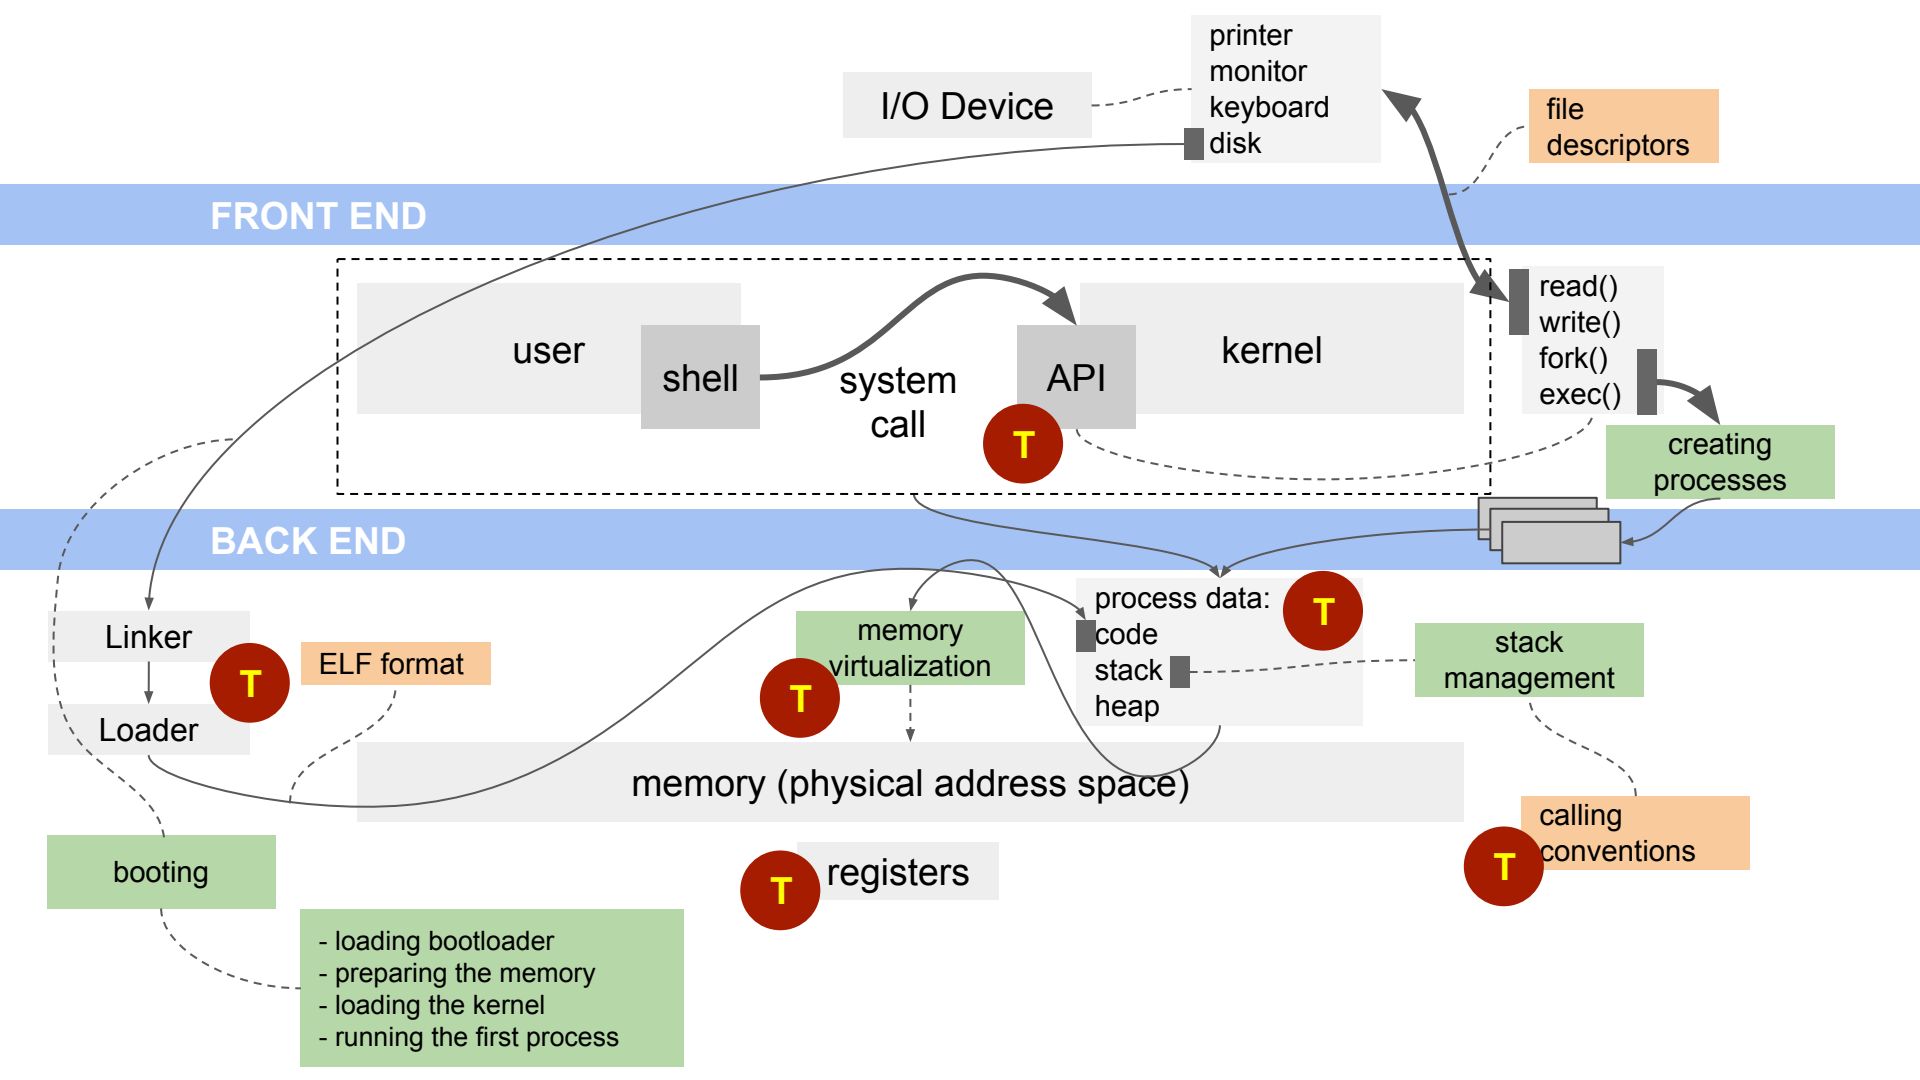 printer
monitor
keyboard
disk
I/O Device
file
descriptors
FRONT END
user
shell
system
call
API
T
kernel
read()
write()
fork()
exec()
creating
processes
BACK END
Linker
T
Loader
ELF format
memory
virtualization
T
process data:
code
stack
heap
T
stack
management
memory (physical address space)
calling
conventions
T
registers
T
booting
- loading bootloader
- preparing the memory
- loading the kernel
- running the first process